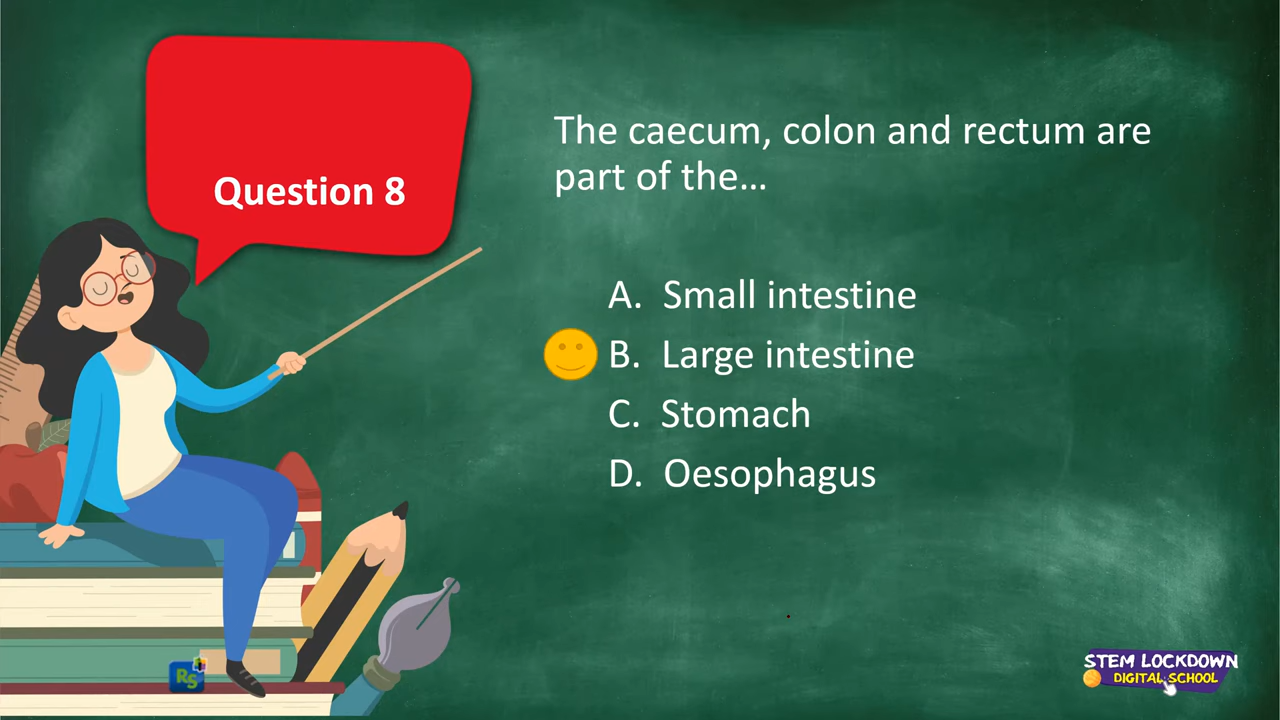 Question 8
The caecum, colon and rectum are
part of the...
A. Small intestine
B. Large intestine
C. Stomach
D. Oesophagus
RS
STEM LOCKDOWN
DIGITAL SCHOOL